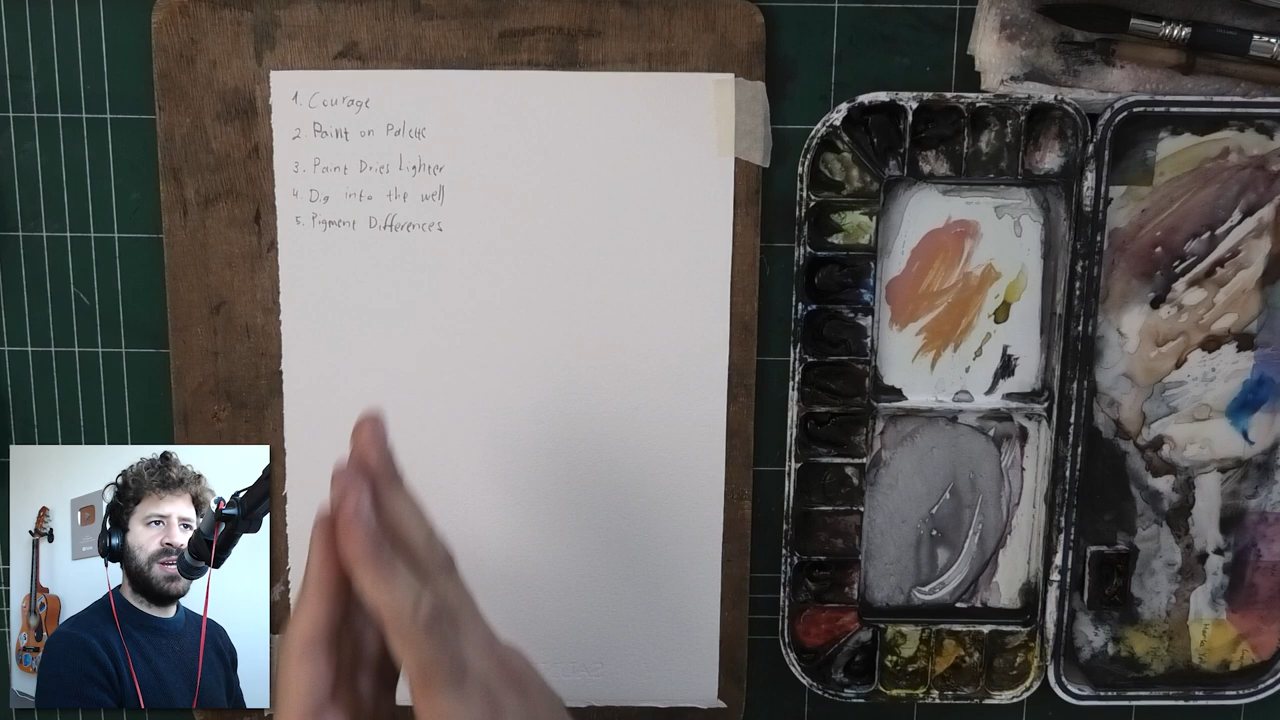 1. Courage
2. Paint on Palette
3. Paint Dries Lighter
4. Dig into the well
5. Pigment Differences